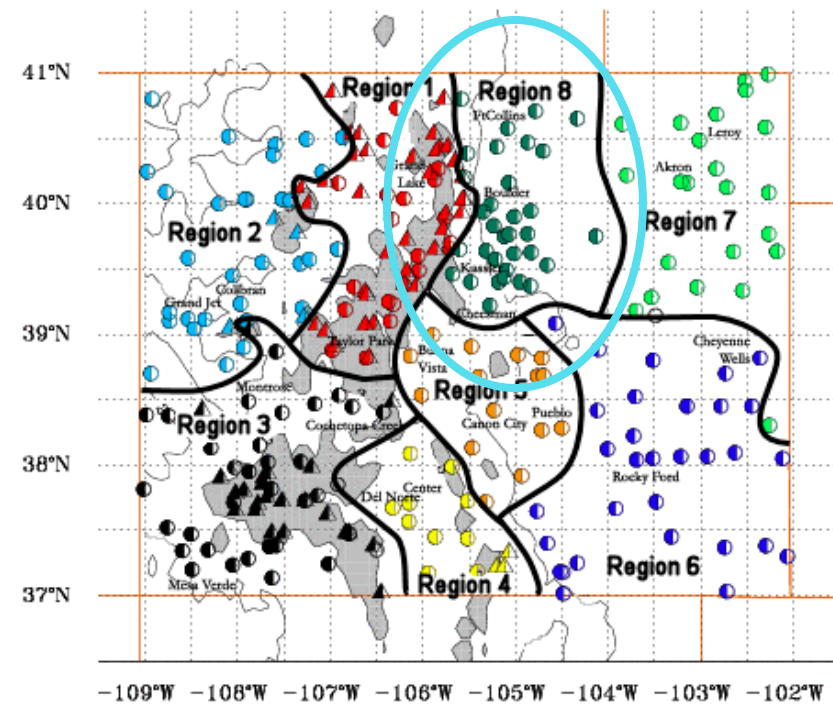 41°N
40°N
39°N
38°N
37°N
Region 1
Region 8
FtCollins
Leroy
Akron
Lake
Boulder
Region 7
Region 2
Kassler
Collbran
Grand Jct
Cheesman
Taylor Park
Buena
Vista
Cheyenne
Wells
Montrose
Region 5
Region 3
Cochetopa Creek
Canon City
Pueblo
Rocky Ford
Del Norte
Center
Mesa Verde
Region 4
Region 6
-109°W -108°W -107°W -106°W -105°W -104°W -103°W -102°W